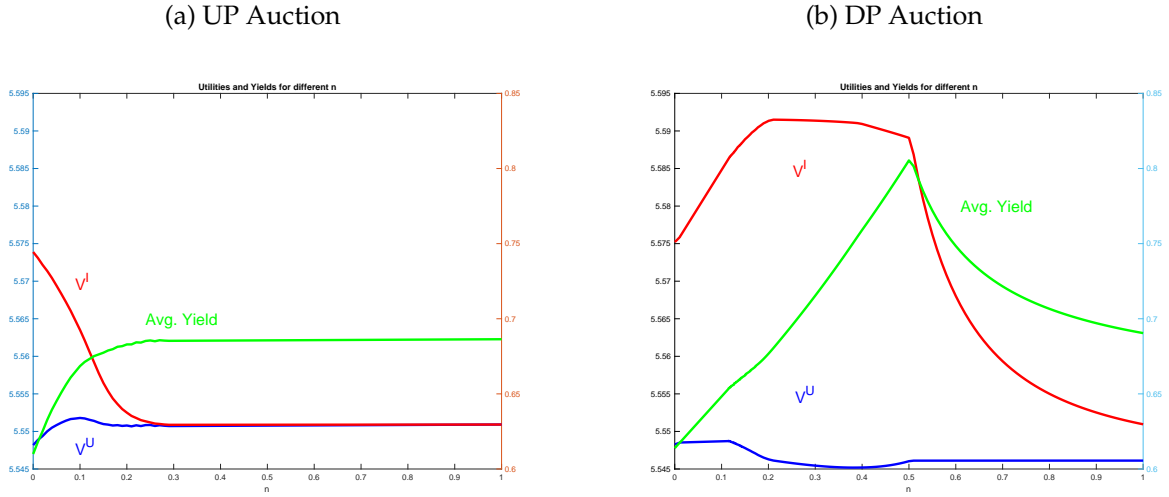 (a) UP Auction
(b) DP Auction
Utilities and Yields for different n
5.595
5.59
5.585
5.58
5.575
5.57
5.565
5.56
5.555
5.55
5.545
0.85
0.8
0.75
0.7
0.65
0.6
V^I
Avg. Yield
V^U
0 0.1 0.2 0.3 0.4 0.5 0.6 0.7 0.8 0.9 1
n
Utilities and Yields for different n
5.595
5.59
5.585
5.58
5.575
5.57
5.565
5.56
5.555
5.55
5.545
0.85
0.8
0.75
0.7
0.65
0.6
V^I
Avg. Yield
V^U
0 0.1 0.2 0.3 0.4 0.5 0.6 0.7 0.8 0.9 1
n